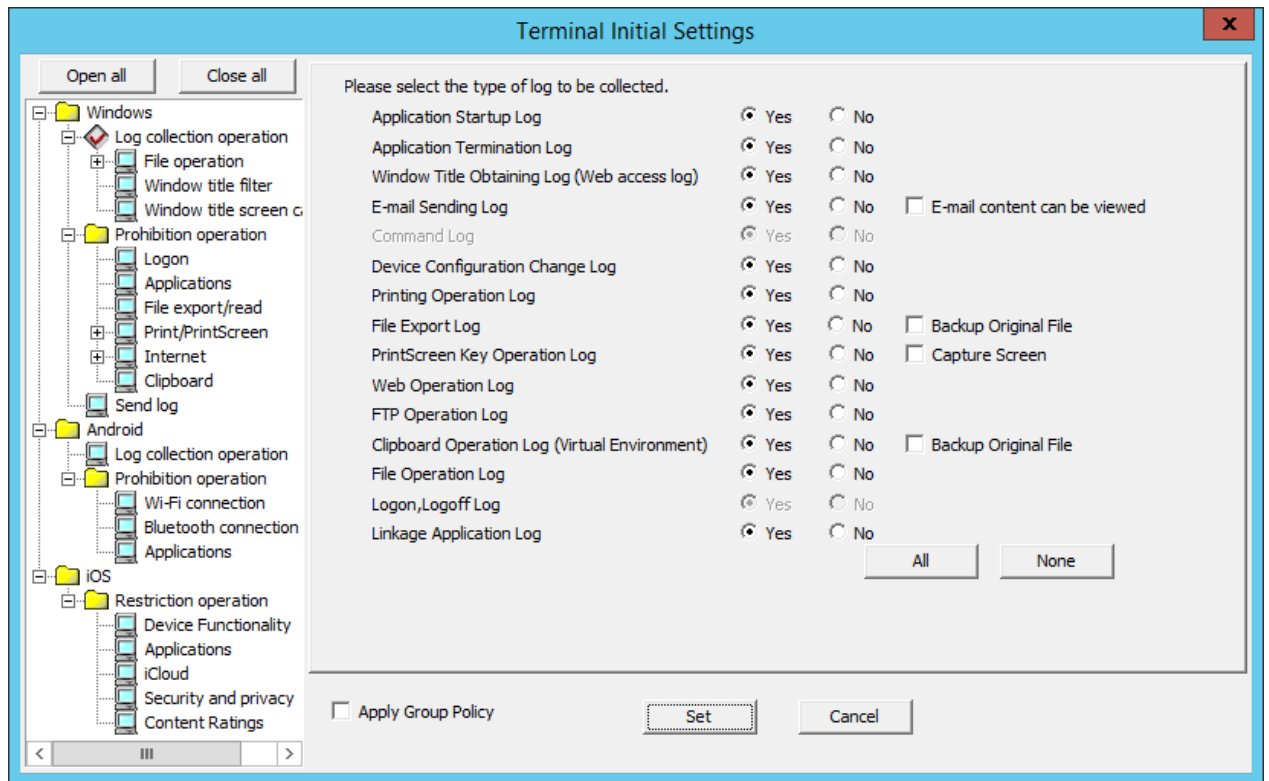 Terminal Initial Settings
x
Open all
Close all
Windows
Log collection operation
File operation
Window title filter
Window title screen ca
Prohibition operation
Logon
Applications
File export/read
Print/PrintScreen
Internet
Clipboard
Send log
Android
Log collection operation
Prohibition operation
Wi-Fi connection
Bluetooth connection
Applications
iOS
Restriction operation
Device Functionality
Applications
iCloud
Security and privacy
Content Ratings
Please select the type of log to be collected.
Application Startup Log Yes No
Application Termination Log Yes No
Window Title Obtaining Log (Web access log) Yes No
E-mail Sending Log Yes No E-mail content can be viewed
Command Log Yes No
Device Configuration Change Log Yes No
Printing Operation Log Yes No
File Export Log Yes No Backup Original File
PrintScreen Key Operation Log Yes No Capture Screen
Web Operation Log Yes No
FTP Operation Log Yes No
Clipboard Operation Log (Virtual Environment) Yes No Backup Original File
File Operation Log Yes No
Logon,Logoff Log Yes No
Linkage Application Log Yes No
All
None
Apply Group Policy
Set
Cancel